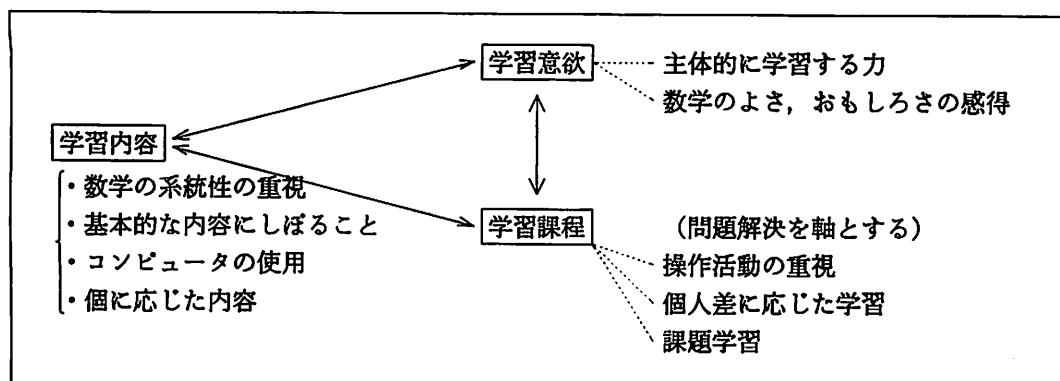 学習意欲
主体的に学習する力
数学のよさ，おもしろさの感得
学習内容
・数学の系統性の重視
・基本的な内容にしぼること
・コンピュータの使用
・個に応じた内容
学習課程
（問題解決を軸とする）
操作活動の重視
個人差に応じた学習
課題学習